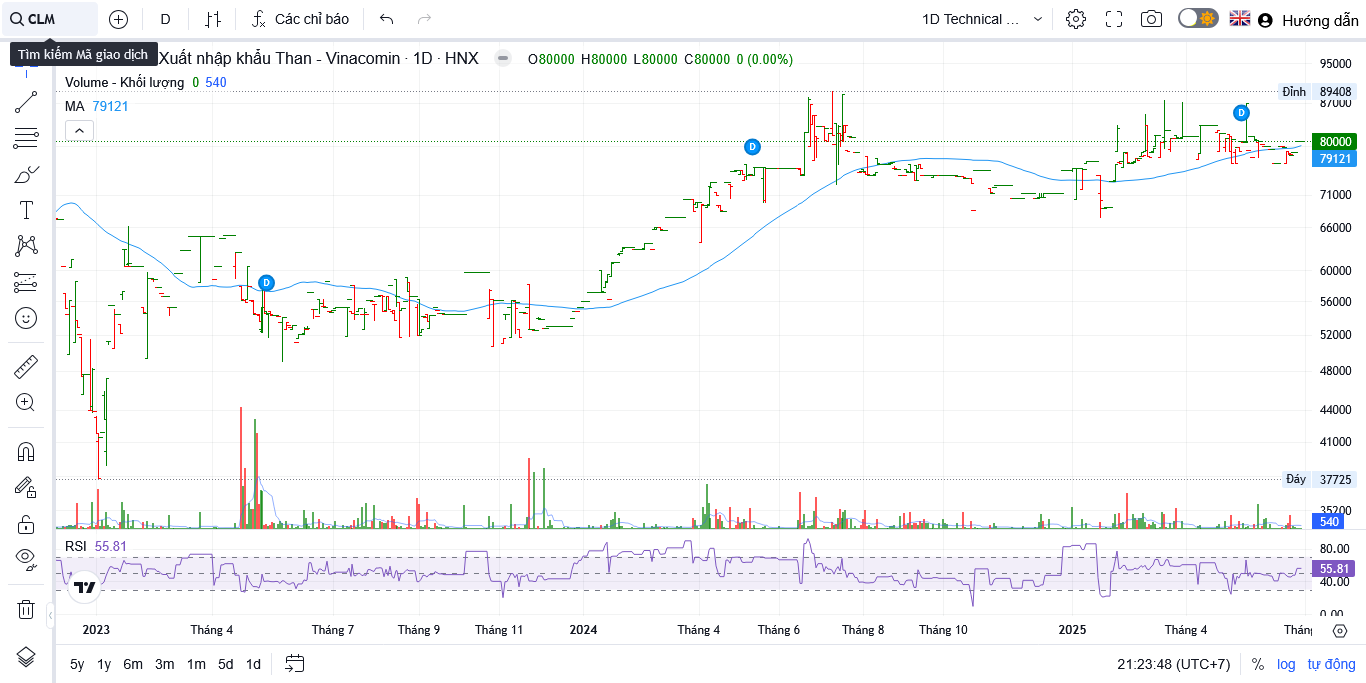 CLM
D
Các chỉ báo
1D Technical ...
Hướng dẫn
Tìm kiếm Mã giao dịch
Xuất nhập khẩu Than - Vinacomin · 1D · HNX
O80000 H80000 L80000 C80000 0 (0.00%)
Volume - Khối lượng 0 540
MA 79121
95000
Đỉnh 89408
87000
80000
79121
71000
66000
60000
56000
52000
48000
44000
41000
Đáy 37725
35200
540
D
D
D
RSI 55.81
80.00
55.81
40.00
0.00
2023 Tháng 4 Tháng 7 Tháng 9 Tháng 11 2024 Tháng 4 Tháng 6 Tháng 8 Tháng 10 2025 Tháng 4 Tháng
5y 1y 6m 3m 1m 5d 1d
21:23:48 (UTC+7) % log tự động